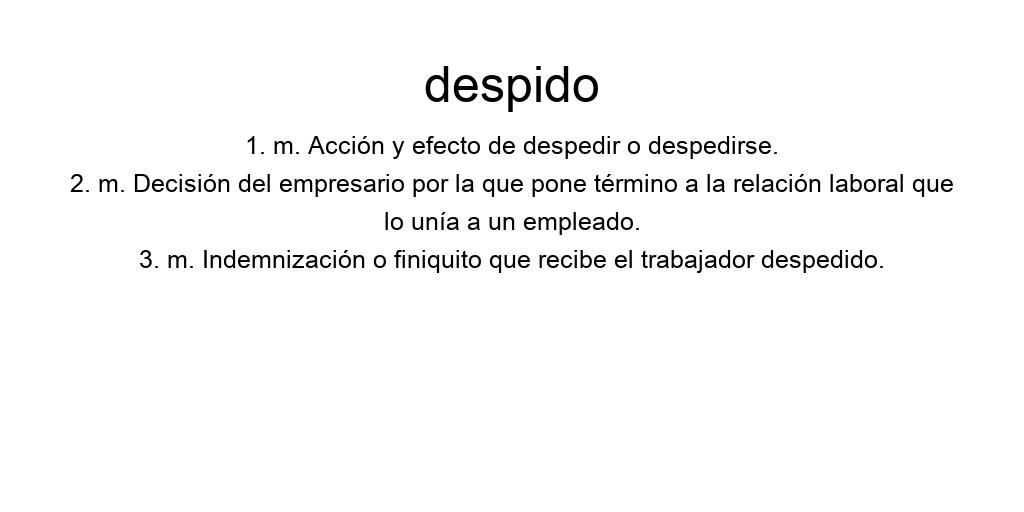 despido
1. m. Acción y efecto de despedir o despedirse.
2. m. Decisión del empresario por la que pone término a la relación laboral que
lo unía a un empleado.
3. m. Indemnización o finiquito que recibe el trabajador despedido.